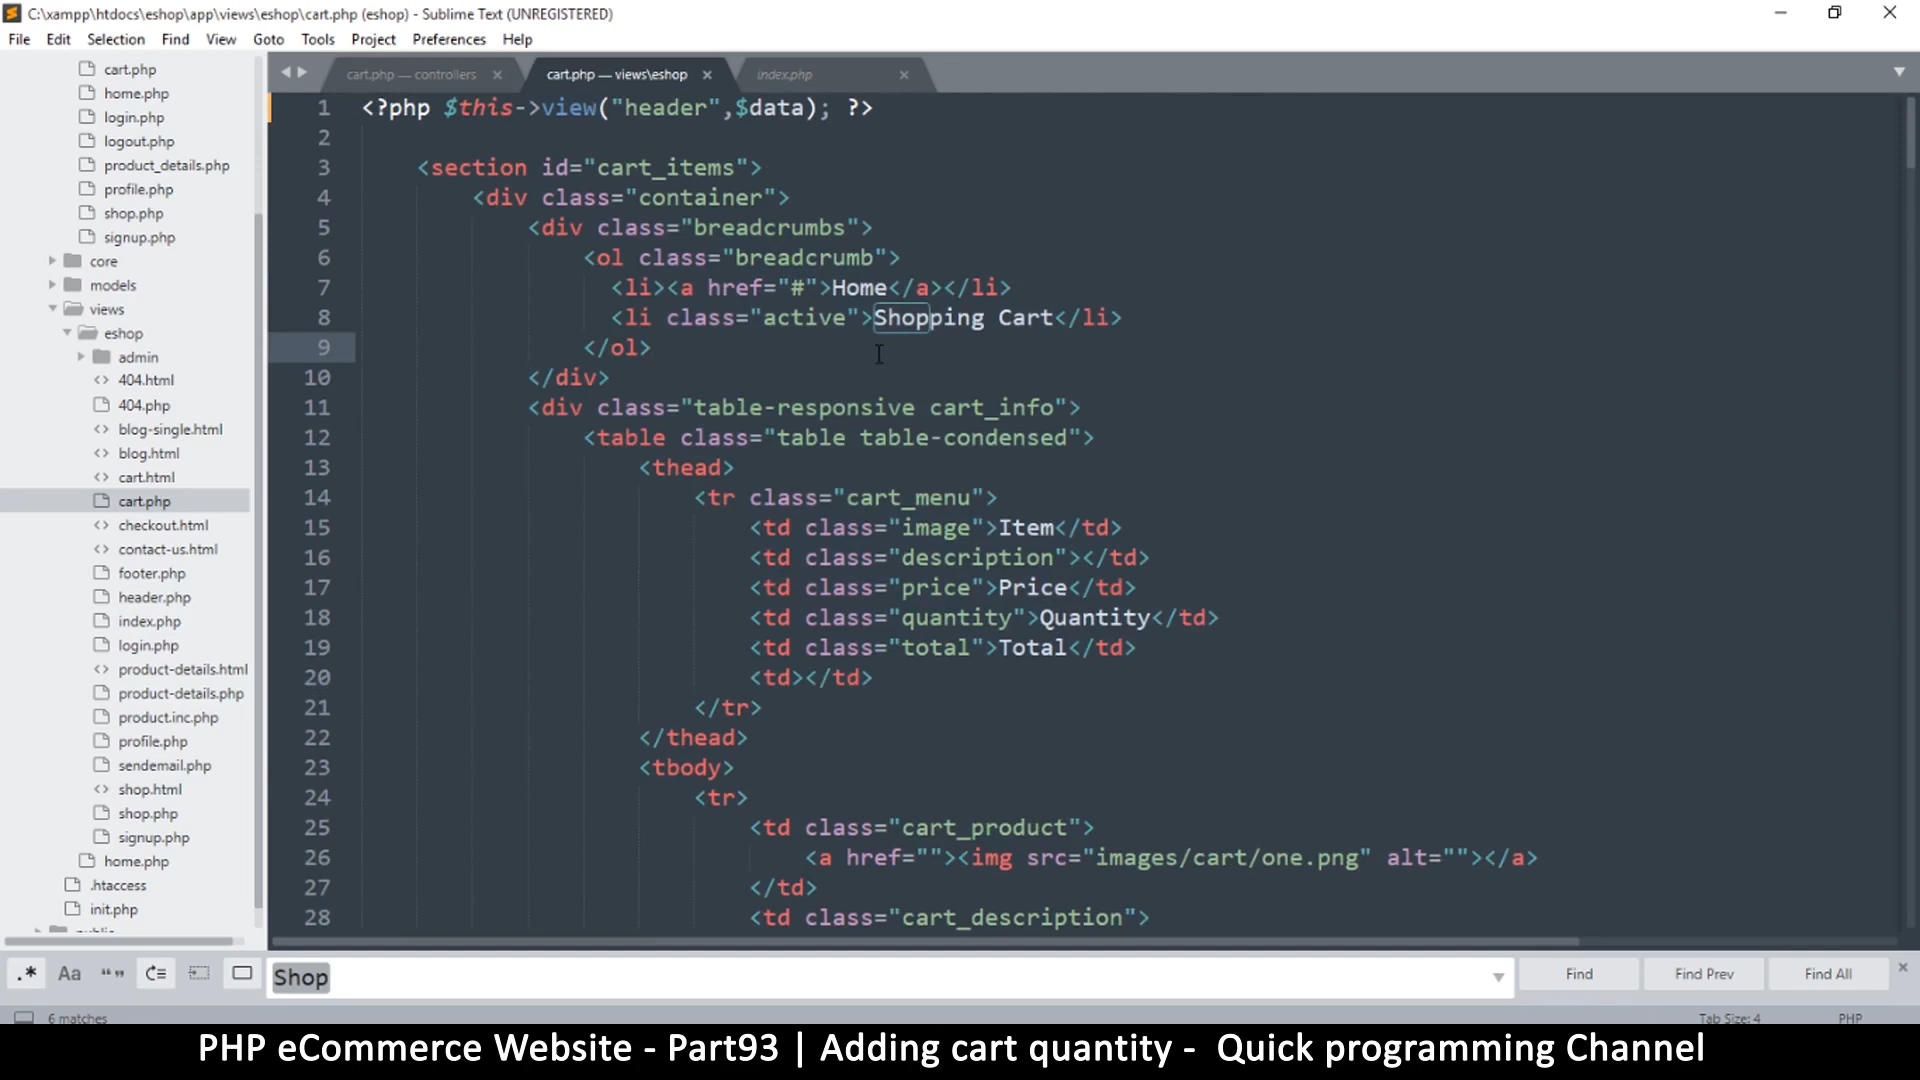 C:\xampp\htdocs\eshop\app\views\eshop\cart.php (eshop) - Sublime Text (UNREGISTERED)
File Edit Selection Find View Goto Tools Project Preferences Help
cart.php
home.php
login.php
logout.php
product_details.php
profile.php
shop.php
signup.php
core
models
views
eshop
admin
404.html
404.php
blog-single.html
blog.html
cart.html
cart.php
checkout.html
contact-us.html
footer.php
header.php
index.php
login.php
product-details.html
product-details.php
product.inc.php
profile.php
sendemail.php
shop.html
shop.php
signup.php
home.php
.htaccess
init.php
public
cart.php — controllers cart.php — views\eshop index.php
1 <?php $this->view("header",$data); ?>
2
3 <section id="cart_items">
4 <div class="container">
5 <div class="breadcrumbs">
6 <ol class="breadcrumb">
7 <li><a href="#">Home</a></li>
8 <li class="active">Shopping Cart</li>
9 </ol>
10 </div>
11 <div class="table-responsive cart_info">
12 <table class="table table-condensed">
13 <thead>
14 <tr class="cart_menu">
15 <td class="image">Item</td>
16 <td class="description"></td>
17 <td class="price">Price</td>
18 <td class="quantity">Quantity</td>
19 <td class="total">Total</td>
20 <td></td>
21 </tr>
22 </thead>
23 <tbody>
24 <tr>
25 <td class="cart_product">
26 <a href=""><img src="images/cart/one.png" alt=""></a>
27 </td>
28 <td class="cart_description">
.* Aa “” Shop Find Find Prev Find All
6 matches Tab Size: 4 PHP
PHP eCommerce Website - Part93 | Adding cart quantity - Quick programming Channel